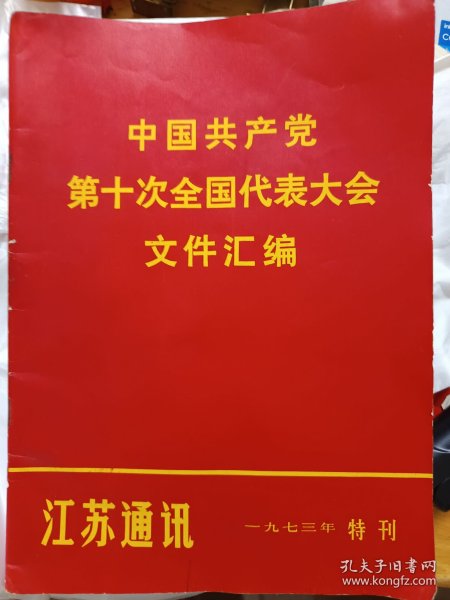 中国共产党
第十次全国代表大会
文件汇编
江苏通讯 一九七三年 特刊
孔夫子旧书网
www.kongfz.com